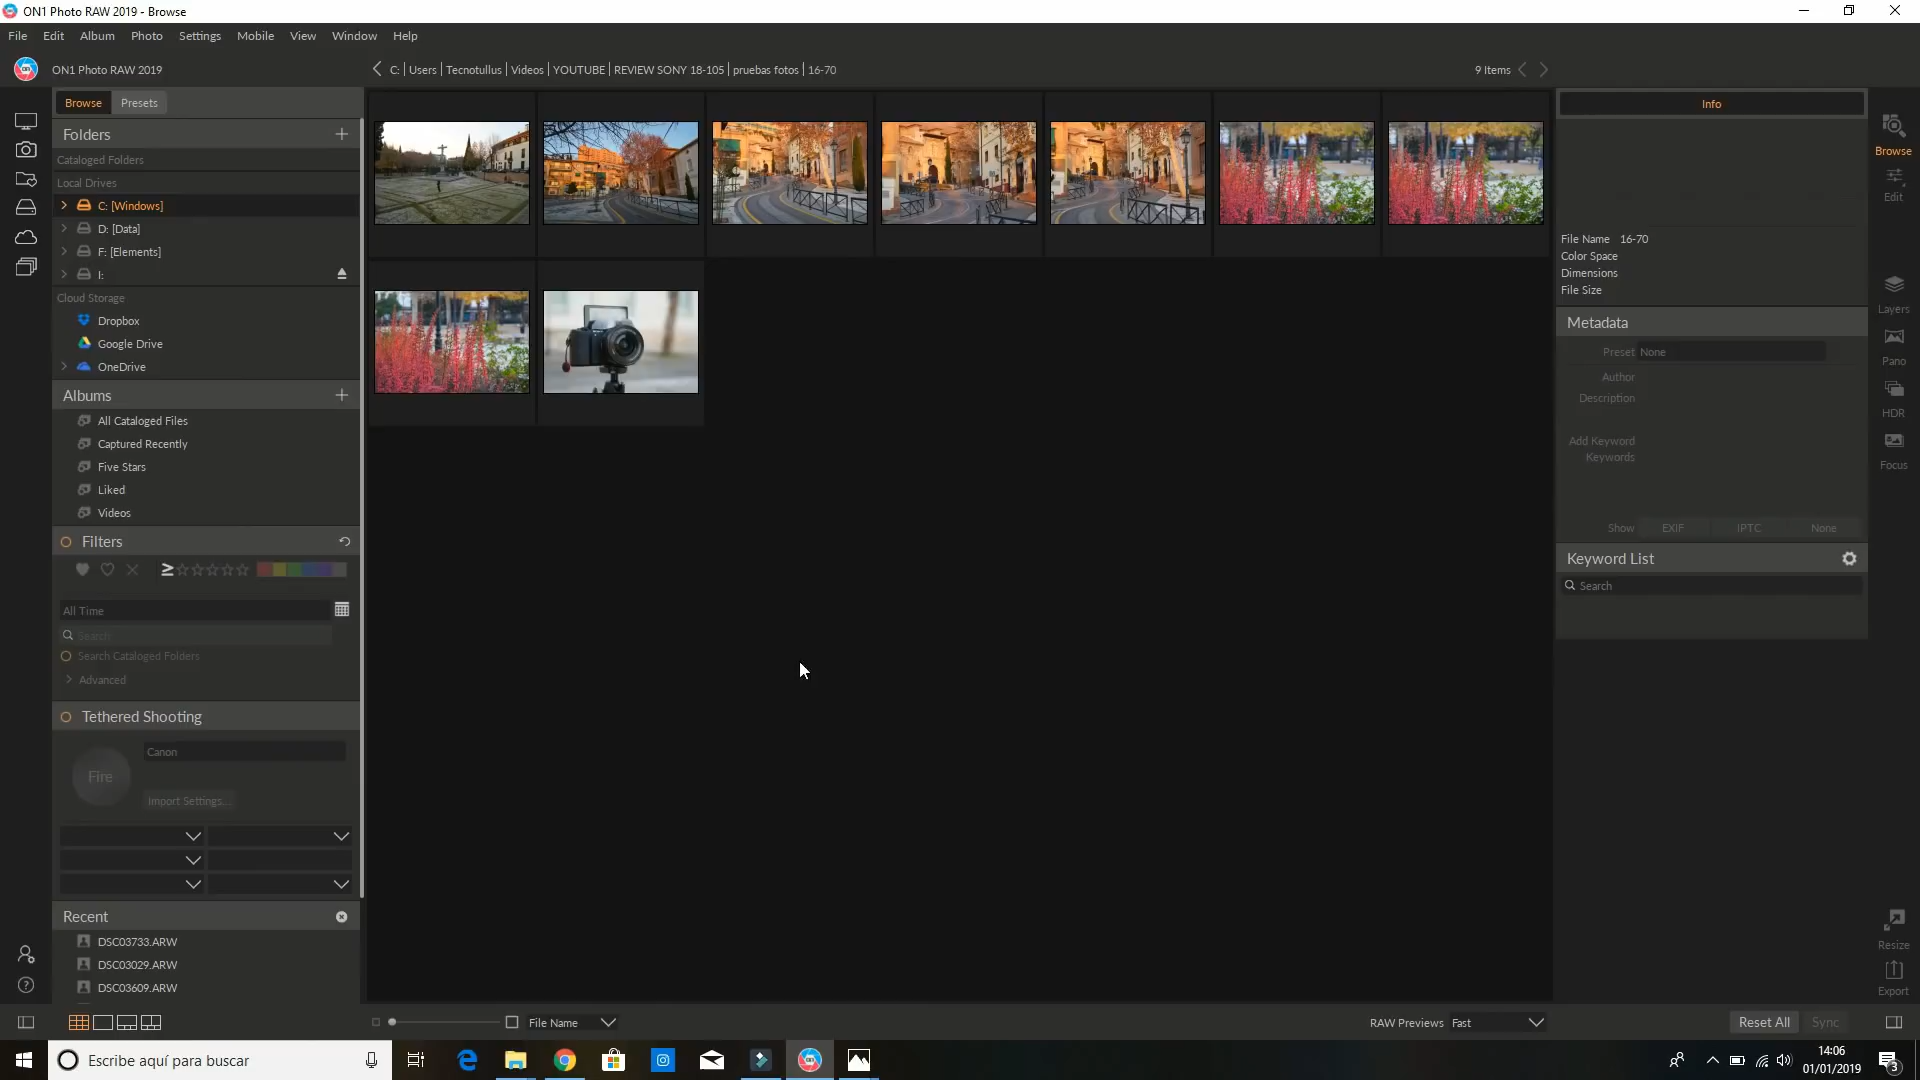 ON1 Photo RAW 2019 - Browse
File Edit Album Photo Settings Mobile View Window Help
ON1 Photo RAW 2019
C: Users Tecnotullus Videos YOUTUBE REVIEW SONY 18-105 pruebas fotos 16-70
9 Items
Browse Presets
Folders
Cataloged Folders
Local Drives
C: [Windows]
D: [Data]
F: [Elements]
I:
Cloud Storage
Dropbox
Google Drive
OneDrive
Albums
All Cataloged Files
Captured Recently
Five Stars
Liked
Videos
Filters
All Time
Search
Search Cataloged Folders
Advanced
Tethered Shooting
Canon
Fire
Import Settings...
Recent
DSC03733.ARW
DSC03029.ARW
DSC03609.ARW
File Name
RAW Previews Fast
Info
File Name 16-70
Color Space
Dimensions
File Size
Metadata
Preset None
Author
Description
Add Keyword
Keywords
Show EXIF IPTC None
Keyword List
Search
Reset All Sync
Browse
Edit
Layers
Pano
HDR
Focus
Resize
Export
Escribe aquí para buscar
14:06
01/01/2019
3